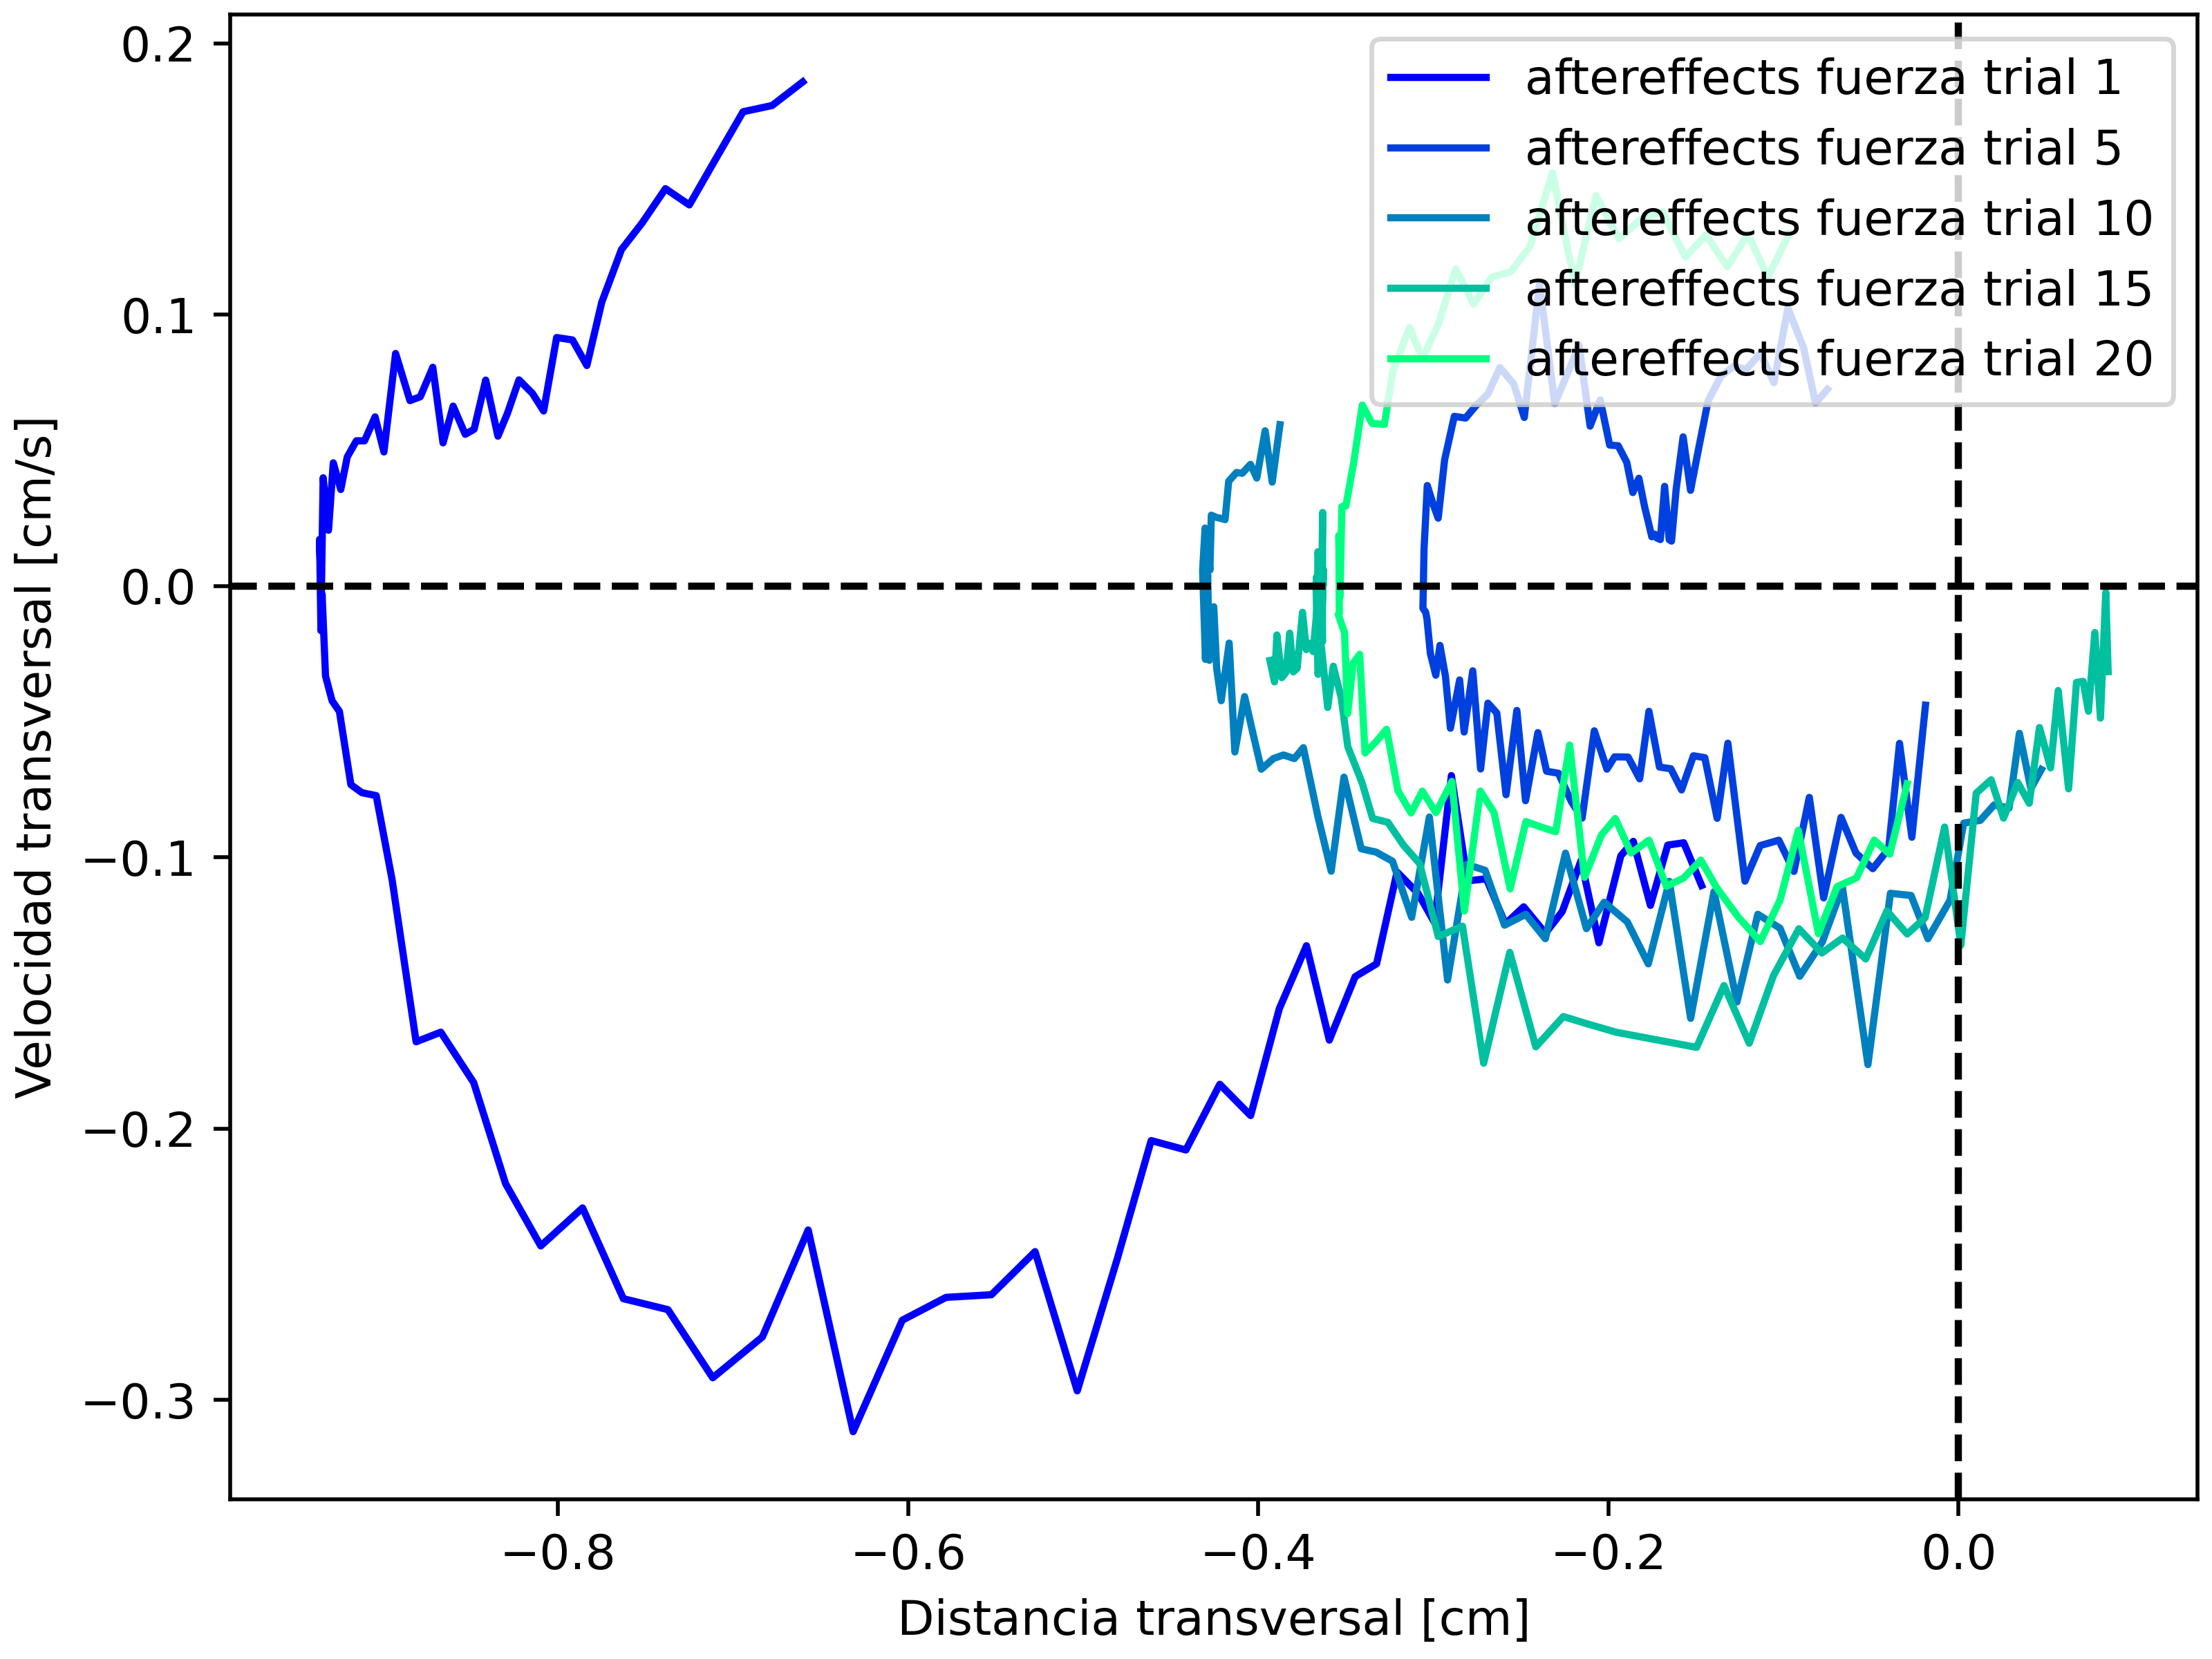 0.2
0.1
0.0
−0.1
−0.2
−0.3
Velocidad transversal [cm/s]
aftereffects fuerza trial 1
aftereffects fuerza trial 5
aftereffects fuerza trial 10
aftereffects fuerza trial 15
aftereffects fuerza trial 20
−0.8 −0.6 −0.4 −0.2 0.0
Distancia transversal [cm]